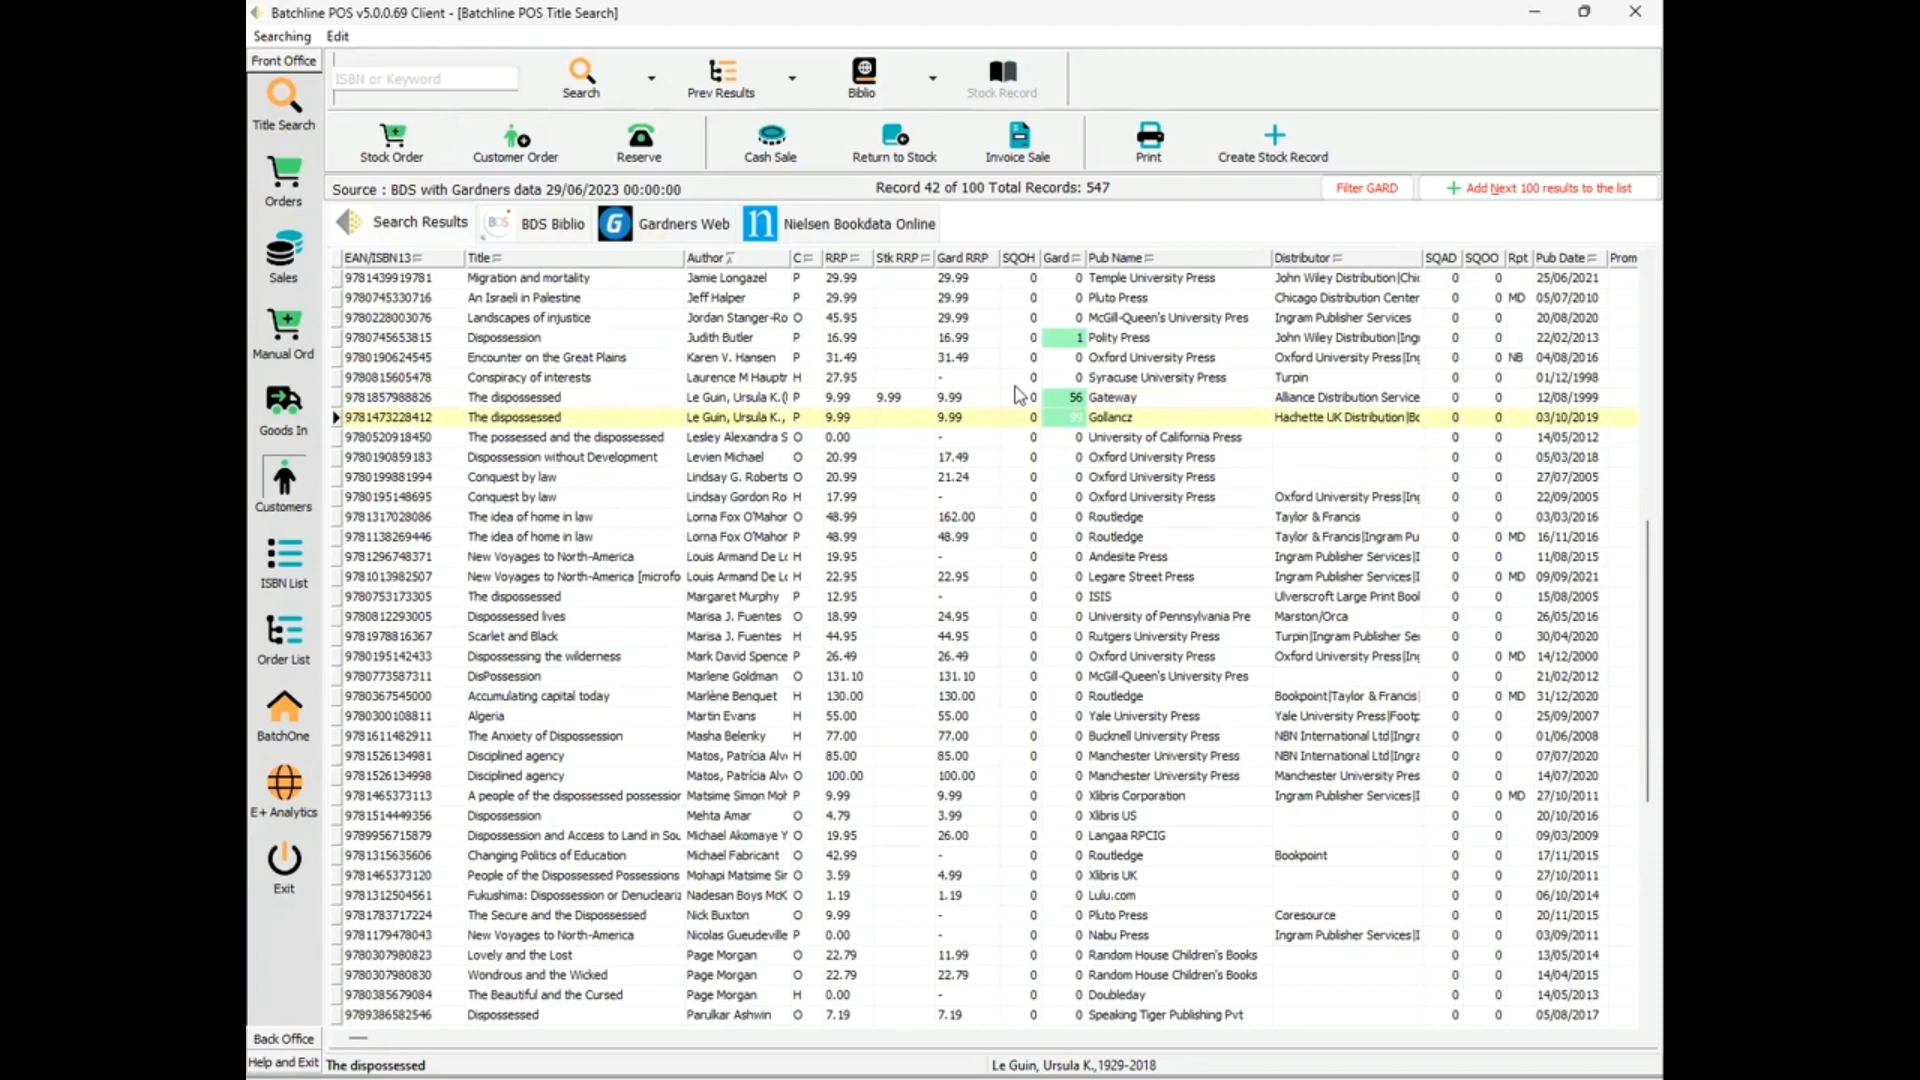 Batchline POS v5.0.0.69 Client - [Batchline POS Title Search]
Searching Edit
Front Office
ISBN or Keyword
Search
Prev Results
Biblio
Stock Record
Title Search
Stock Order
Customer Order
Reserve
Cash Sale
Return to Stock
Invoice Sale
Print
Create Stock Record
Orders
Sales
Manual Ord
Goods In
Customers
ISBN List
Order List
BatchOne
E+ Analytics
Exit
Back Office
Help and Exit
Source : BDS with Gardners data 29/06/2023 00:00:00 Record 42 of 100 Total Records: 547 Filter GARD Add Next 100 results to the list
Search Results BDS BDS Biblio G Gardners Web n Nielsen Bookdata Online
EAN/ISBN13 Title Author C RRP Stk RRP Gard RRP SQOH Gard Pub Name Distributor SQAD SQOO Rpt Pub Date Prom
9781439919781 Migration and mortality Jamie Longazel P 29.99 29.99 0 0 Temple University Press John Wiley Distribution|Chic 0 0 25/06/2021
9780745330716 An Israeli in Palestine Jeff Halper P 29.99 29.99 0 0 Pluto Press Chicago Distribution Center 0 0 MD 05/07/2010
9780228003076 Landscapes of injustice Jordan Stanger-Ro O 45.95 29.99 0 0 McGill-Queen's University Pres Ingram Publisher Services 0 0 20/08/2020
9780745653815 Dispossession Judith Butler P 16.99 16.99 0 1 Polity Press John Wiley Distribution|Ing 0 0 22/02/2013
9780190624545 Encounter on the Great Plains Karen V. Hansen P 31.49 31.49 0 0 Oxford University Press Oxford University Press|Ing 0 0 NB 04/08/2016
9780815605478 Conspiracy of interests Laurence M Hauptr H 27.95 - 0 0 Syracuse University Press Turpin 0 0 01/12/1998
9781857988826 The dispossessed Le Guin, Ursula K.( P 9.99 9.99 9.99 0 56 Gateway Alliance Distribution Service 0 0 12/08/1999
9781473228412 The dispossessed Le Guin, Ursula K., P 9.99 9.99 0 Gollancz Hachette UK Distribution|Bc 0 0 03/10/2019
9780520918450 The possessed and the dispossessed Lesley Alexandra S O 0.00 - 0 0 University of California Press 0 0 14/05/2012
9780190859183 Dispossession without Development Levien Michael O 20.99 17.49 0 0 Oxford University Press 0 0 05/03/2018
9780199881994 Conquest by law Lindsay G. Roberts O 20.99 21.24 0 0 Oxford University Press 0 0 27/07/2005
9780195148695 Conquest by law Lindsay Gordon Ro H 17.99 - 0 0 Oxford University Press Oxford University Press|Ing 0 0 22/09/2005
9781317028086 The idea of home in law Lorna Fox O'Mahor O 48.99 162.00 0 0 Routledge Taylor & Francis 0 0 03/03/2016
9781138269446 The idea of home in law Lorna Fox O'Mahor P 48.99 48.99 0 0 Routledge Taylor & Francis|Ingram Pu 0 0 MD 16/11/2016
9781296748371 New Voyages to North-America Louis Armand De Lc H 19.95 - 0 0 Andesite Press Ingram Publisher Services|I 0 0 11/08/2015
9781013982507 New Voyages to North-America [microfo Louis Armand De Lc H 22.95 22.95 0 0 Legare Street Press Ingram Publisher Services|I 0 0 MD 09/09/2021
9780753173305 The dispossessed Margaret Murphy P 12.95 - 0 0 ISIS Ulverscroft Large Print Bool 0 0 15/08/2005
9780812293005 Dispossessed lives Marisa J. Fuentes O 18.99 24.95 0 0 University of Pennsylvania Pre Marston/Orca 0 0 26/05/2016
9781978816367 Scarlet and Black Marisa J. Fuentes H 44.95 44.95 0 0 Rutgers University Press Turpin|Ingram Publisher Ser 0 0 30/04/2020
9780195142433 Dispossessing the wilderness Mark David Spence P 26.49 26.49 0 0 Oxford University Press Oxford University Press|Ing 0 0 MD 14/12/2000
9780773587311 DisPossession Marlene Goldman O 131.10 131.10 0 0 McGill-Queen's University Pres 0 0 21/02/2012
9780367545000 Accumulating capital today Marlène Benquet H 130.00 130.00 0 0 Routledge Bookpoint|Taylor & Francis| 0 0 MD 31/12/2020
9780300108811 Algeria Martin Evans H 55.00 55.00 0 0 Yale University Press Yale University Press|Footp 0 0 25/09/2007
9781611482911 The Anxiety of Dispossession Masha Belenky H 77.00 77.00 0 0 Bucknell University Press NBN International Ltd|Ingra 0 0 01/06/2008
9781526134981 Disciplined agency Matos, Patrícia Alv H 85.00 85.00 0 0 Manchester University Press NBN International Ltd|Ingra 0 0 07/07/2020
9781526134998 Disciplined agency Matos, Patrícia Alv O 100.00 100.00 0 0 Manchester University Press Manchester University Pres 0 0 14/07/2020
9781465373113 A people of the dispossessed possession Matsime Simon Moh P 9.99 9.99 0 0 Xlibris Corporation Ingram Publisher Services|I 0 0 MD 27/10/2011
9781514449356 Dispossession Mehta Amar O 4.79 3.99 0 0 Xlibris US 0 0 20/10/2016
9789956715879 Dispossession and Access to Land in Sou Michael Akomaye Y O 19.95 26.00 0 0 Langaa RPCIG 0 0 09/03/2009
9781315635606 Changing Politics of Education Michael Fabricant O 42.99 - 0 0 Routledge Bookpoint 0 0 17/11/2015
9781465373120 People of the Dispossessed Possessions Mohapi Matsime Sir O 3.59 4.99 0 0 Xlibris UK 0 0 27/10/2011
9781312504561 Fukushima: Dispossession or Denucleariz Nadesan Boys McK O 1.19 1.19 0 0 Lulu.com 0 0 06/10/2014
9781783717224 The Secure and the Dispossessed Nick Buxton O 9.99 - 0 0 Pluto Press Coresource 0 0 20/11/2015
9781179478043 New Voyages to North-America Nicolas Gueudeville P 0.00 - 0 0 Nabu Press Ingram Publisher Services|I 0 0 03/09/2011
9780307980823 Lovely and the Lost Page Morgan O 22.79 11.99 0 0 Random House Children's Books 0 0 13/05/2014
9780307980830 Wondrous and the Wicked Page Morgan O 22.79 22.79 0 0 Random House Children's Books 0 0 14/04/2015
9780385679084 The Beautiful and the Cursed Page Morgan H 0.00 - 0 0 Doubleday 0 0 14/05/2013
9789386582546 Dispossessed Parulkar Ashwin O 7.19 7.19 0 0 Speaking Tiger Publishing Pvt 0 0 05/08/2017
The dispossessed Le Guin, Ursula K.,1929-2018